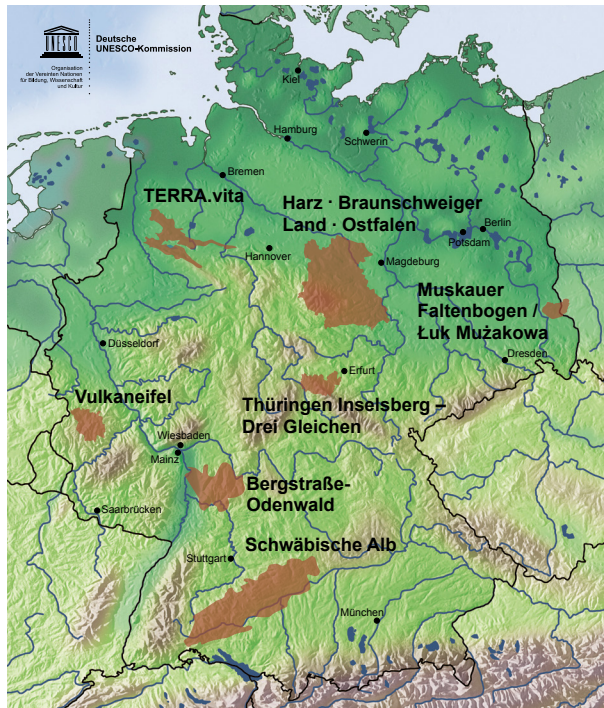 UNESCO
Deutsche
UNESCO-Kommission
Organisation
der Vereinten Nationen
für Bildung, Wissenschaft
und Kultur
Kiel
Hamburg
Schwerin
Bremen
TERRA.vita
Harz · Braunschweiger
Land · Ostfalen
Berlin
Potsdam
Hannover
Magdeburg
Muskauer
Faltenbogen /
Łuk Mużakowa
Düsseldorf
Dresden
Erfurt
Vulkaneifel
Thüringen Inselsberg –
Drei Gleichen
Wiesbaden
Mainz
Bergstraße-
Odenwald
Saarbrücken
Schwäbische Alb
Stuttgart
München